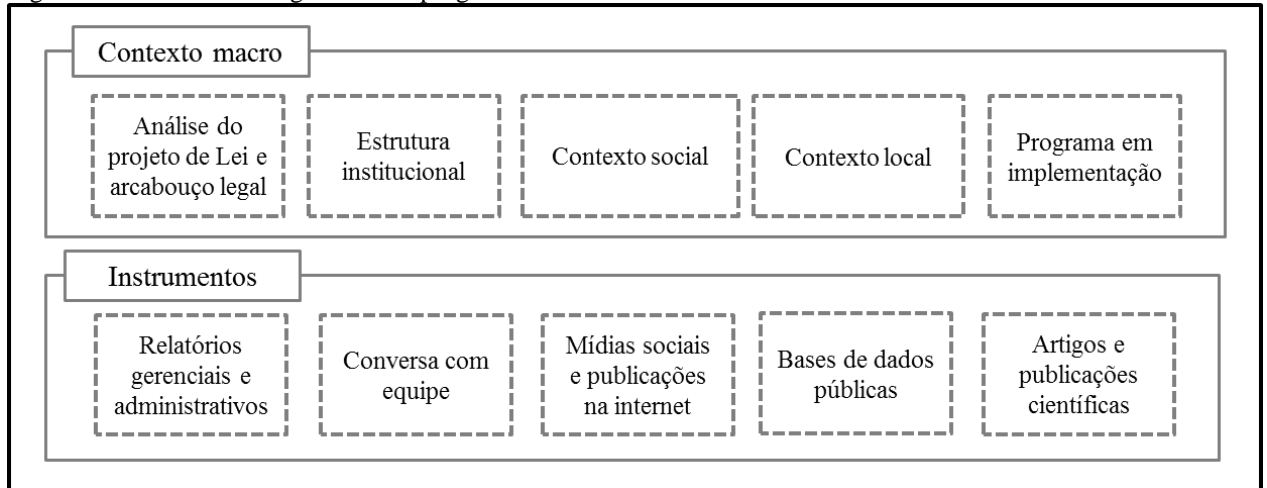 Contexto macro
Análise do
projeto de Lei e
arcabouço legal
Estrutura
institucional
Contexto social
Contexto local
Programa em
implementação
Instrumentos
Relatórios
gerenciais e
administrativos
Conversa com
equipe
Mídias sociais
e publicações
na internet
Bases de dados
públicas
Artigos e
publicações
científicas